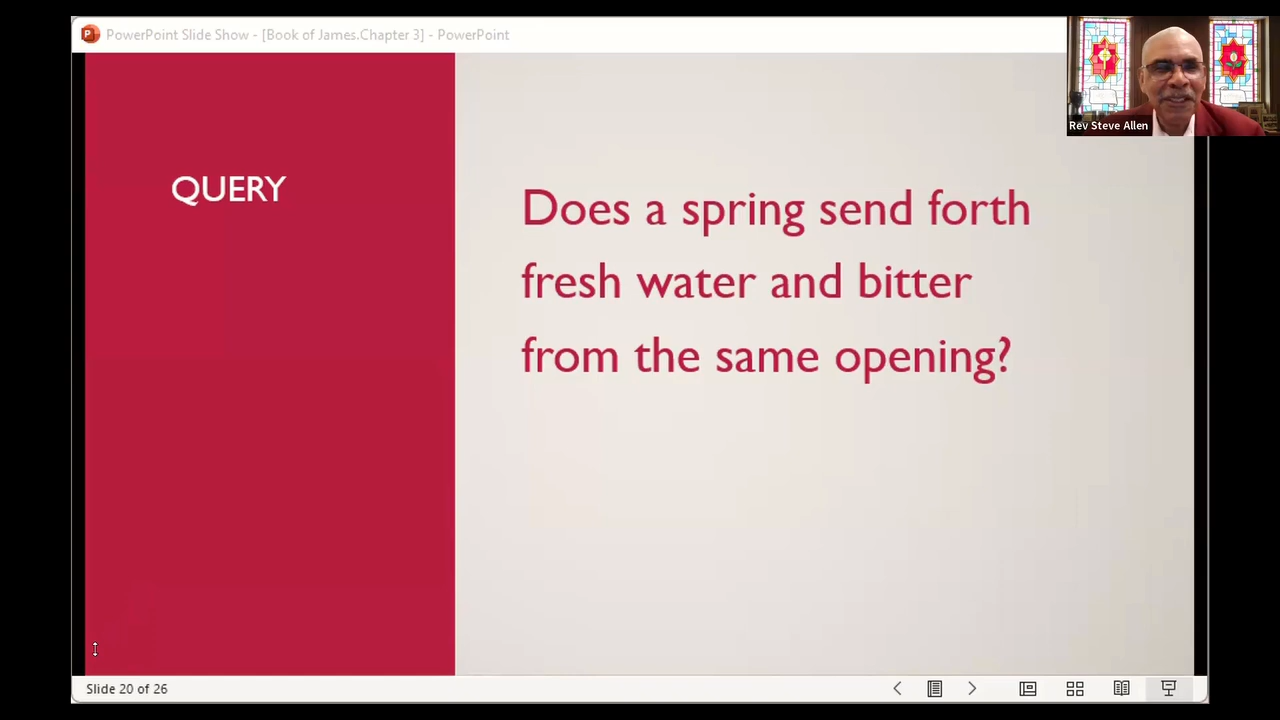 PowerPoint Slide Show - [Book of James.Chapter 3] - PowerPoint
Rev Steve Allen
QUERY
Does a spring send forth
fresh water and bitter
from the same opening?
Slide 20 of 26